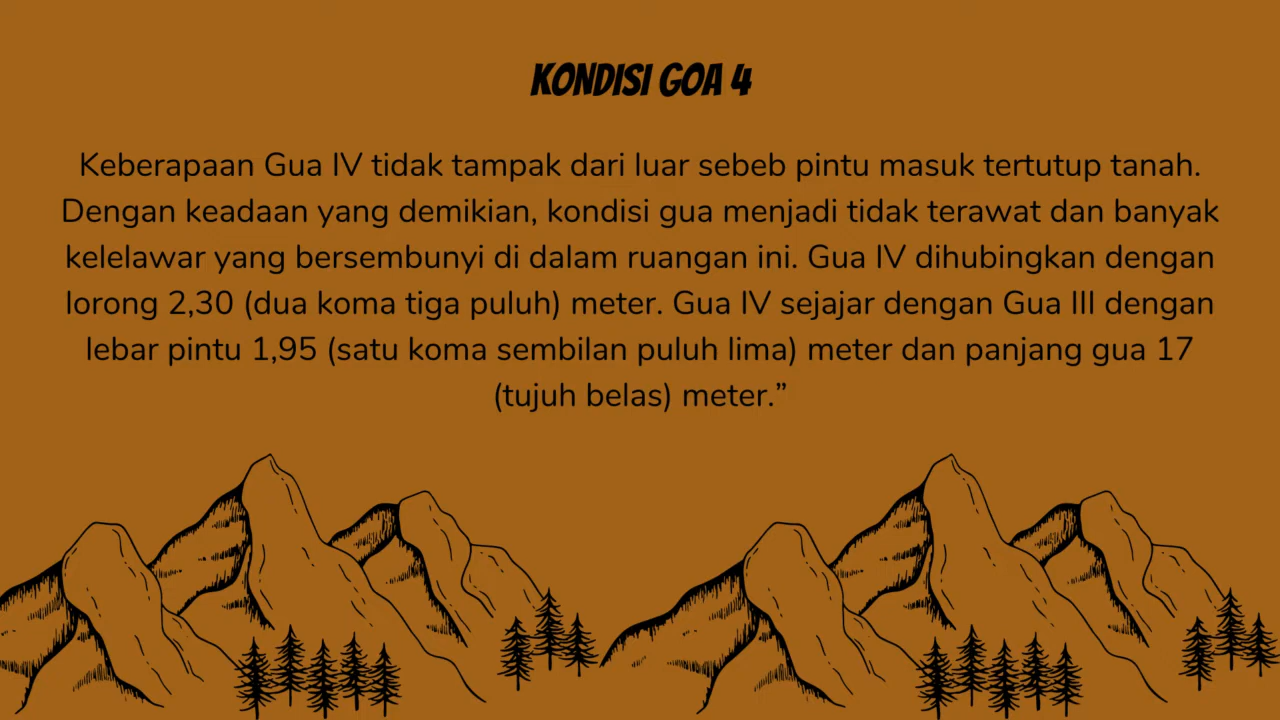 KONDISI GOA 4
Keberapaan Gua IV tidak tampak dari luar sebeb pintu masuk tertutup tanah.
Dengan keadaan yang demikian, kondisi gua menjadi tidak terawat dan banyak
kelelawar yang bersembunyi di dalam ruangan ini. Gua IV dihubingkan dengan
lorong 2,30 (dua koma tiga puluh) meter. Gua IV sejajar dengan Gua III dengan
lebar pintu 1,95 (satu koma sembilan puluh lima) meter dan panjang gua 17
(tujuh belas) meter.”